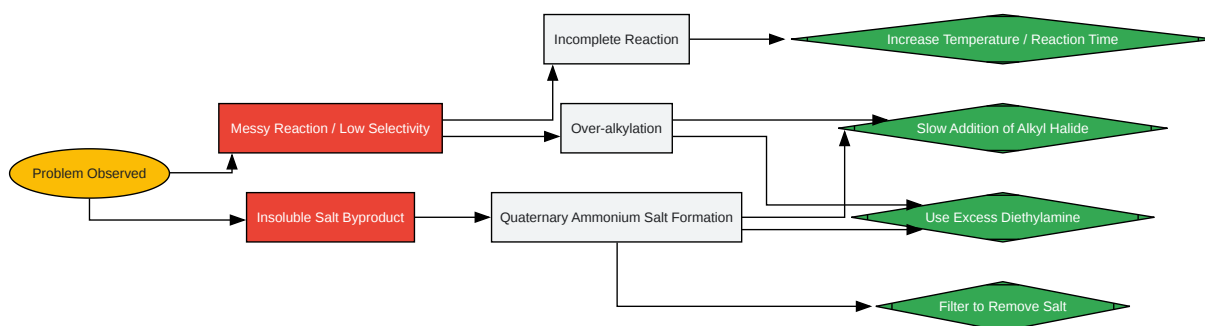 Incomplete Reaction
Increase Temperature / Reaction Time
Messy Reaction / Low Selectivity
Over-alkylation
Slow Addition of Alkyl Halide
Problem Observed
Insoluble Salt Byproduct
Quaternary Ammonium Salt Formation
Use Excess Diethylamine
Filter to Remove Salt